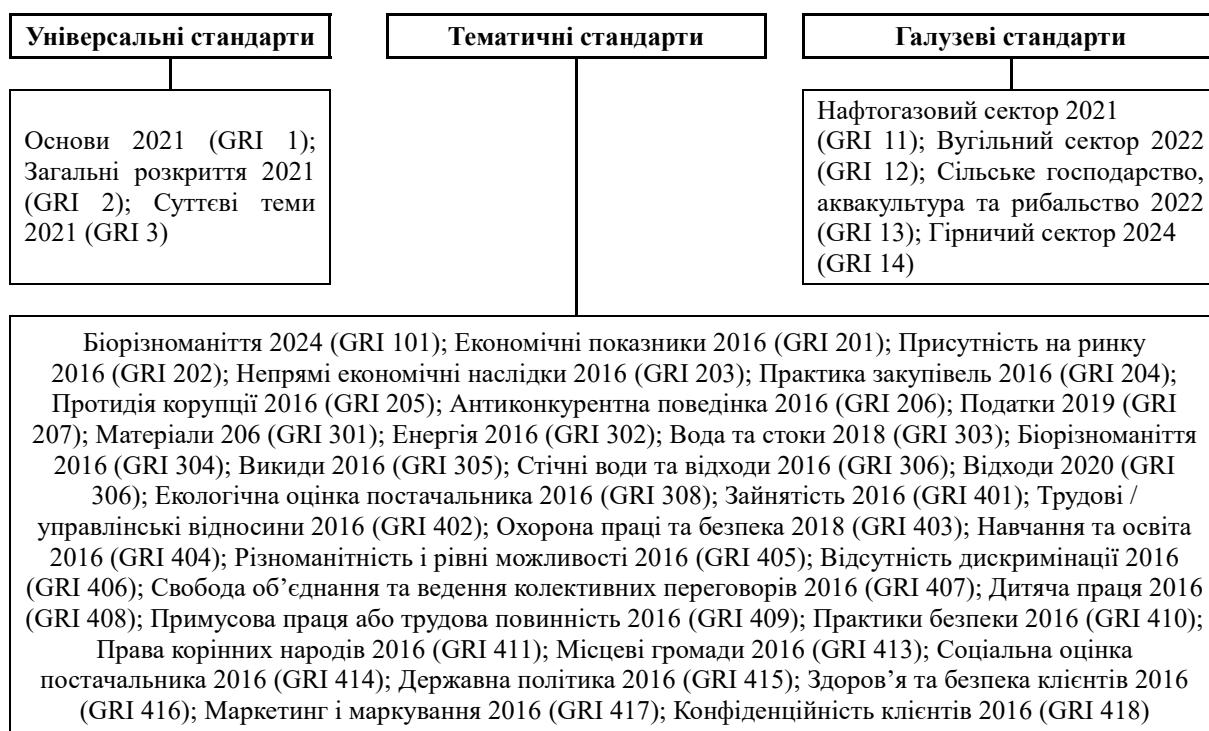 Універсальні стандарти
Тематичні стандарти
Галузеві стандарти
Основи 2021 (GRI 1);
Загальні розкриття 2021
(GRI 2); Суттєві теми
2021 (GRI 3)
Нафтогазовий сектор 2021
(GRI 11); Вугільний сектор 2022
(GRI 12); Сільське господарство,
аквакультура та рибальство 2022
(GRI 13); Гірничий сектор 2024
(GRI 14)
Біорізноманіття 2024 (GRI 101); Економічні показники 2016 (GRI 201); Присутність на ринку
2016 (GRI 202); Непрямі економічні наслідки 2016 (GRI 203); Практика закупівель 2016 (GRI 204);
Протидія корупції 2016 (GRI 205); Антиконкурентна поведінка 2016 (GRI 206); Податки 2019 (GRI
207); Матеріали 206 (GRI 301); Енергія 2016 (GRI 302); Вода та стоки 2018 (GRI 303); Біорізноманіття
2016 (GRI 304); Викиди 2016 (GRI 305); Стічні води та відходи 2016 (GRI 306); Відходи 2020 (GRI
306); Екологічна оцінка постачальника 2016 (GRI 308); Зайнятість 2016 (GRI 401); Трудові /
управлінські відносини 2016 (GRI 402); Охорона праці та безпека 2018 (GRI 403); Навчання та освіта
2016 (GRI 404); Різноманітність і рівні можливості 2016 (GRI 405); Відсутність дискримінації 2016
(GRI 406); Свобода об’єднання та ведення колективних переговорів 2016 (GRI 407); Дитяча праця 2016
(GRI 408); Примусова праця або трудова повинність 2016 (GRI 409); Практики безпеки 2016 (GRI 410);
Права корінних народів 2016 (GRI 411); Місцеві громади 2016 (GRI 413); Соціальна оцінка
постачальника 2016 (GRI 414); Державна політика 2016 (GRI 415); Здоров’я та безпека клієнтів 2016
(GRI 416); Маркетинг і маркування 2016 (GRI 417); Конфіденційність клієнтів 2016 (GRI 418)